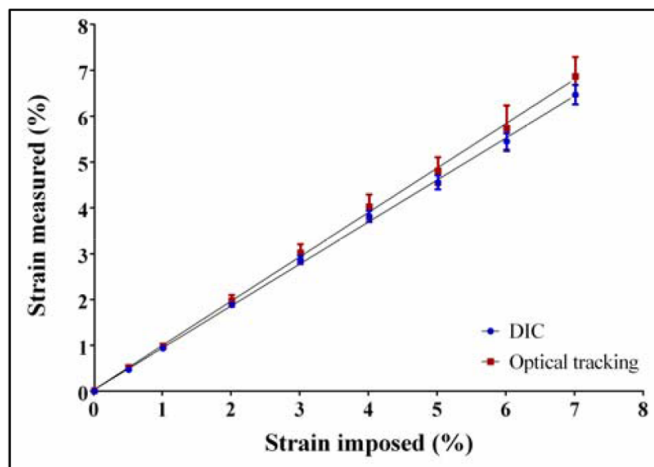 8
7
6
5
4
3
2
1
0
Strain measured (%)
DIC
Optical tracking
0 1 2 3 4 5 6 7 8
Strain imposed (%)